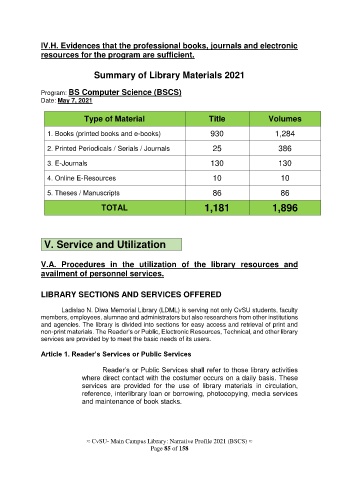 IV.H. Evidences that the professional books, journals and electronic
resources for the program are sufficient.
Summary of Library Materials 2021
Program: BS Computer Science (BSCS)
Date: May 7, 2021
Type of Material Title Volumes
1. Books (printed books and e-books) 930 1,284
2. Printed Periodicals / Serials / Journals 25 386
3. E-Journals 130 130
4. Online E-Resources 10 10
5. Theses / Manuscripts 86 86
TOTAL 1,181 1,896
V. Service and Utilization
V.A. Procedures in the utilization of the library resources and
availment of personnel services.
LIBRARY SECTIONS AND SERVICES OFFERED
Ladislao N. Diwa Memorial Library (LDML) is serving not only CvSU students, faculty
members, employees, alumnae and administrators but also researchers from other institutions
and agencies. The library is divided into sections for easy access and retrieval of print and
non-print materials. The Reader's or Public, Electronic Resources, Technical, and other library
services are provided by to meet the basic needs of its users.
Article 1. Reader's Services or Public Services
Reader's or Public Services shall refer to those library activities
where direct contact with the costumer occurs on a daily basis. These
services are provided for the use of library materials in circulation,
reference, interlibrary loan or borrowing, photocopying, media services
and maintenance of book stacks.
≈ CvSU- Main Campus Library: Narrative Profile 2021 (BSCS) ≈
Page 85 of 158